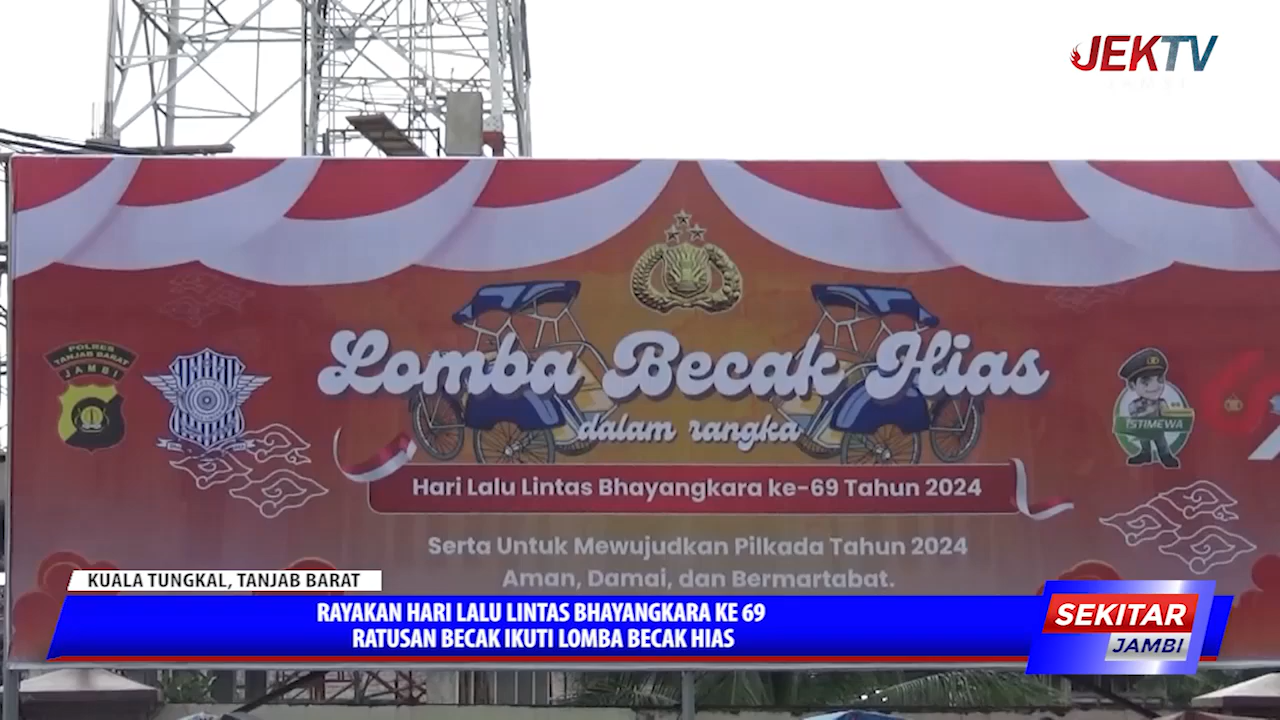 JEKTV
JAMBI
Lomba Becak Hias
dalam rangka
POLRES
TANJAB BARAT
JAMBI
ISTIMEWA
Hari Lalu Lintas Bhayangkara ke-69 Tahun 2024
Serta Untuk Mewujudkan Pilkada Tahun 2024
Aman, Damai, dan Bermartabat.
KUALA TUNGKAL, TANJAB BARAT
RAYAKAN HARI LALU LINTAS BHAYANGKARA KE 69
RATUSAN BECAK IKUTI LOMBA BECAK HIAS
SEKITAR
JAMBI